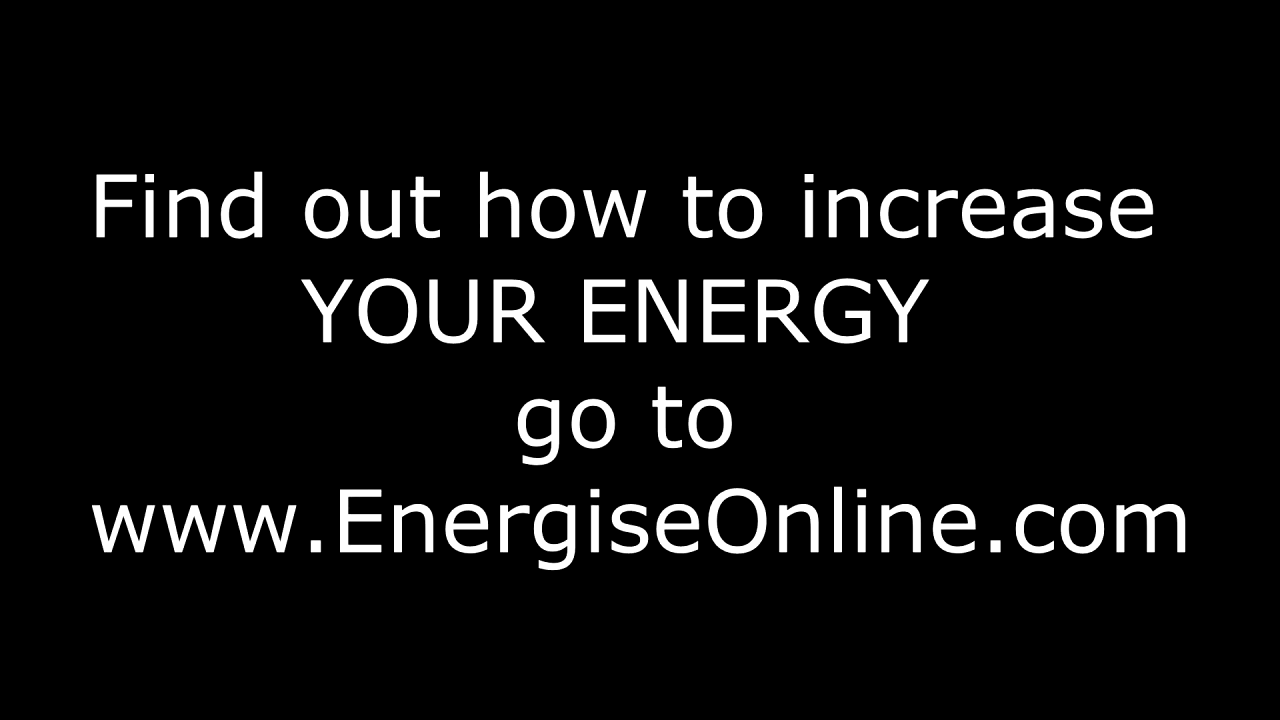 Find out how to increase
YOUR ENERGY
go to
www.EnergiseOnline.com